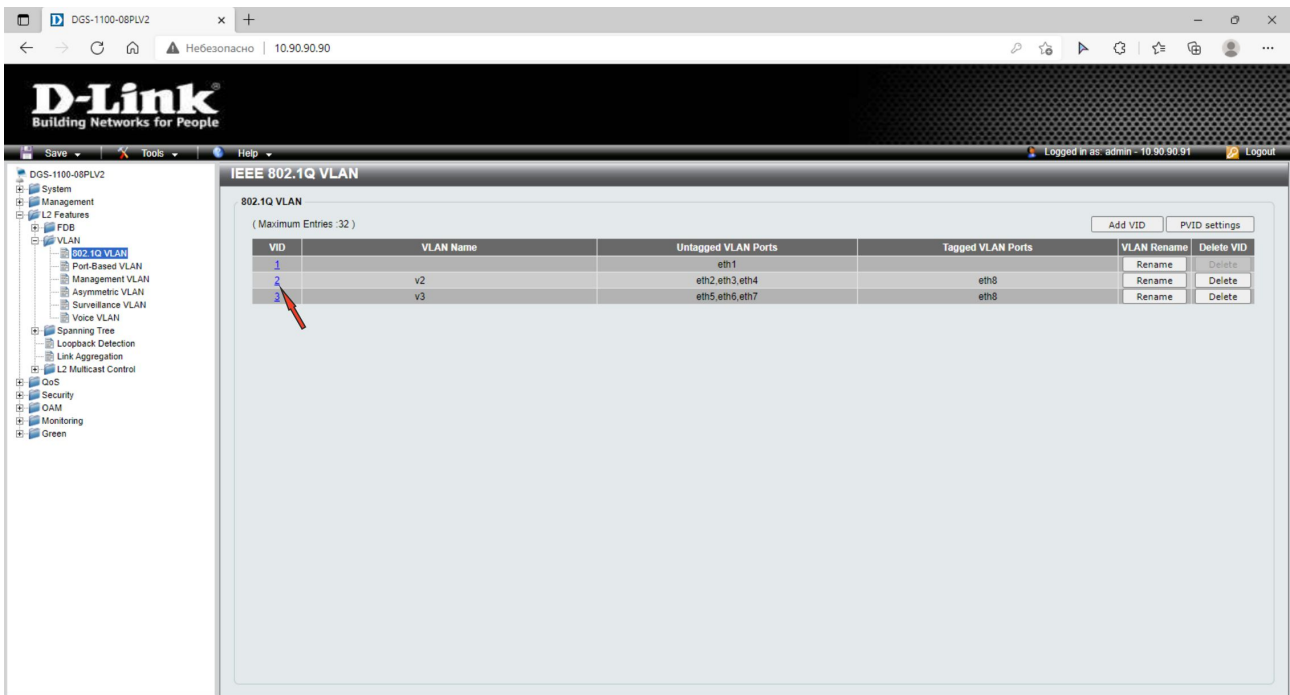 DGS-1100-08PLV2
Небезопасно 10.90.90.90
D-Link®
Building Networks for People
Save Tools Help Logged in as: admin - 10.90.90.91 Logout
DGS-1100-08PLV2
System
Management
L2 Features
FDB
VLAN
802.1Q VLAN
Port-Based VLAN
Management VLAN
Asymmetric VLAN
Surveillance VLAN
Voice VLAN
Spanning Tree
Loopback Detection
Link Aggregation
L2 Multicast Control
QoS
Security
OAM
Monitoring
Green
IEEE 802.1Q VLAN
802.1Q VLAN
( Maximum Entries :32 ) Add VID PVID settings
VID VLAN Name Untagged VLAN Ports Tagged VLAN Ports VLAN Rename Delete VID
1 eth1 Rename Delete
2 v2 eth2,eth3,eth4 eth8 Rename Delete
3 v3 eth5,eth6,eth7 eth8 Rename Delete